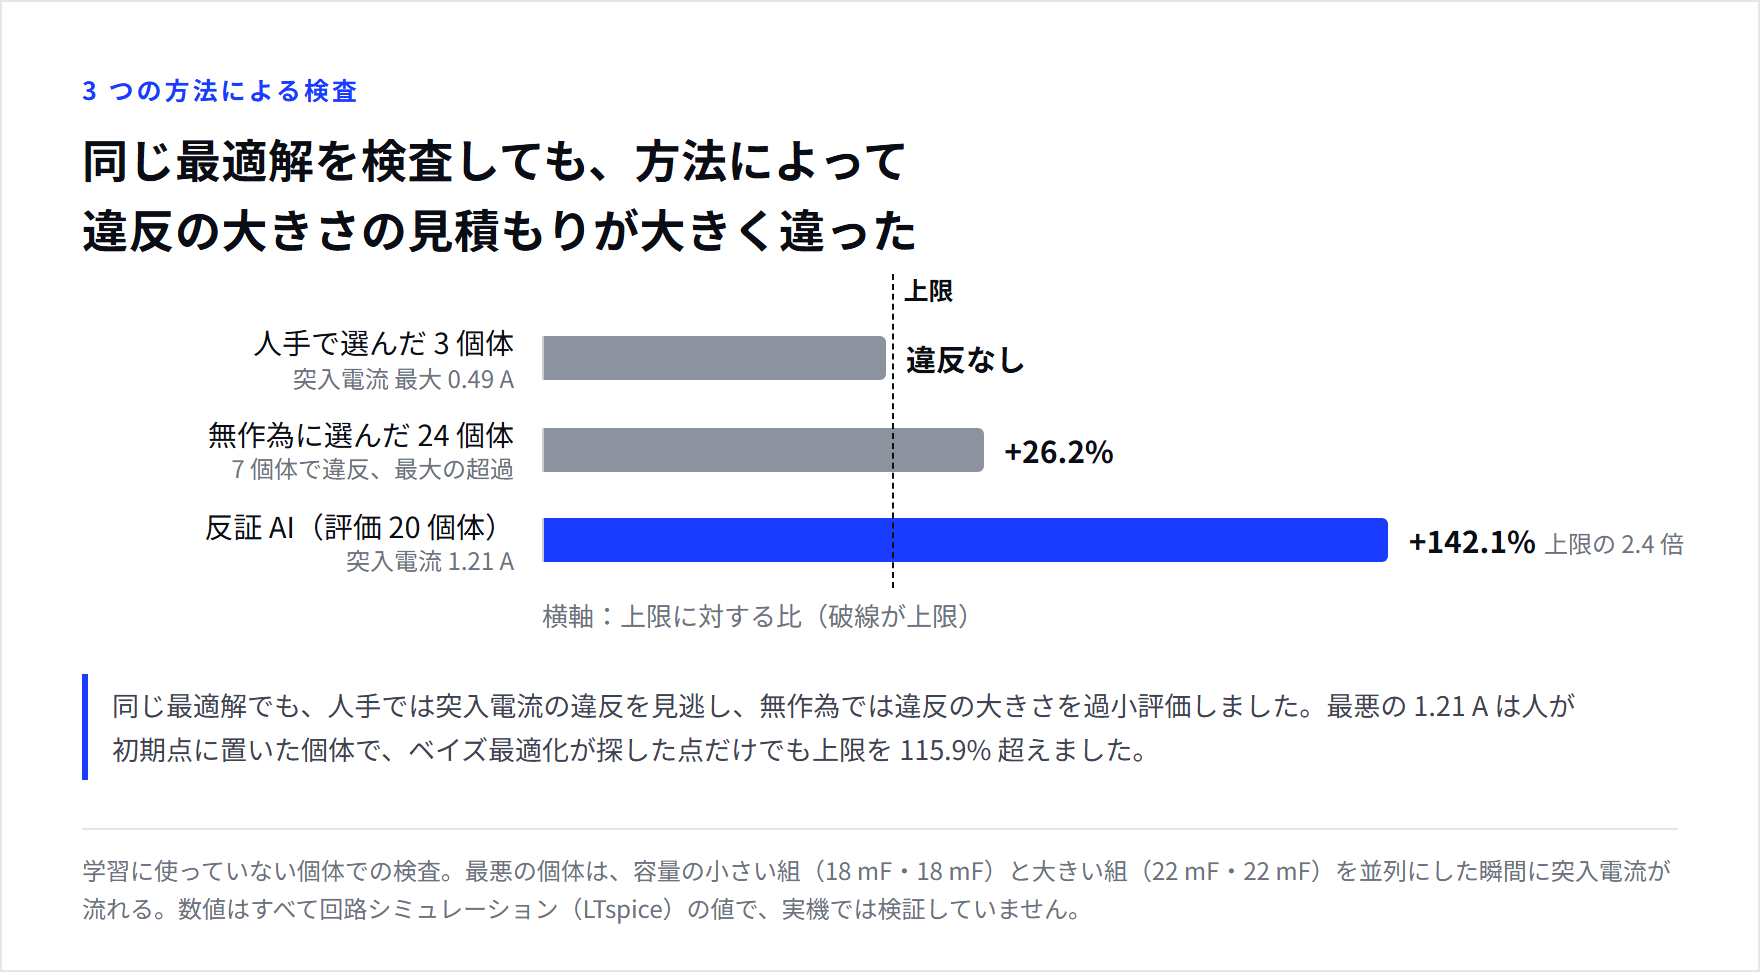 3 つの方法による検査
同じ最適解を検査しても、方法によって
違反の大きさの見積もりが大きく違った
上限
人手で選んだ 3 個体
突入電流 最大 0.49 A
違反なし
無作為に選んだ 24 個体
7 個体で違反、最大の超過
+26.2%
反証 AI（評価 20 個体）
突入電流 1.21 A
+142.1% 上限の 2.4 倍
横軸：上限に対する比（破線が上限）
同じ最適解でも、人手では突入電流の違反を見逃し、無作為では違反の大きさを過小評価しました。最悪の 1.21 A は人が
初期点に置いた個体で、ベイズ最適化が探した点だけでも上限を 115.9% 超えました。
学習に使っていない個体での検査。最悪の個体は、容量の小さい組（18 mF・18 mF）と大きい組（22 mF・22 mF）を並列にした瞬間に突入電流が
流れる。数値はすべて回路シミュレーション（LTspice）の値で、実機では検証していません。